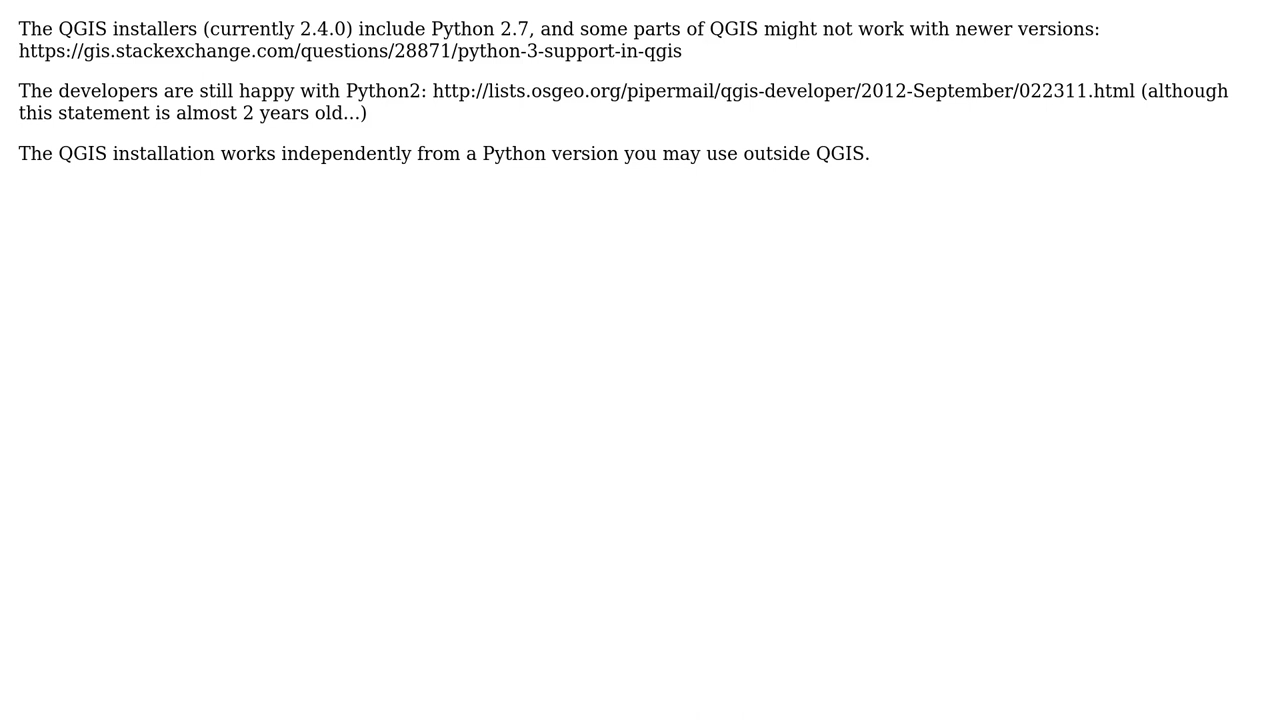 The QGIS installers (currently 2.4.0) include Python 2.7, and some parts of QGIS might not work with newer versions:
https://gis.stackexchange.com/questions/28871/python-3-support-in-qgis
The developers are still happy with Python2: http://lists.osgeo.org/pipermail/qgis-developer/2012-September/022311.html (although
this statement is almost 2 years old...)
The QGIS installation works independently from a Python version you may use outside QGIS.